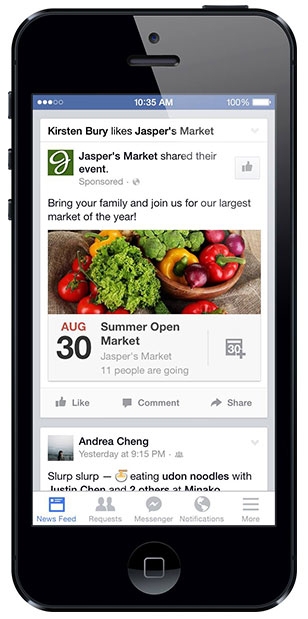 10:35 AM
100%
Kirsten Bury likes Jasper's Market
Jasper's Market shared their
event.
Sponsored ·
Bring your family and join us for our largest
market of the year!
AUG
30
Summer Open
Market
Jasper's Market
11 people are going
30
Like
Comment
Share
Andrea Cheng
Yesterday at 9:15 PM ·
Slurp slurp — eating udon noodles with
Justin Chen and 2 others at Minako
News Feed
Requests
Messenger
Notifications
More